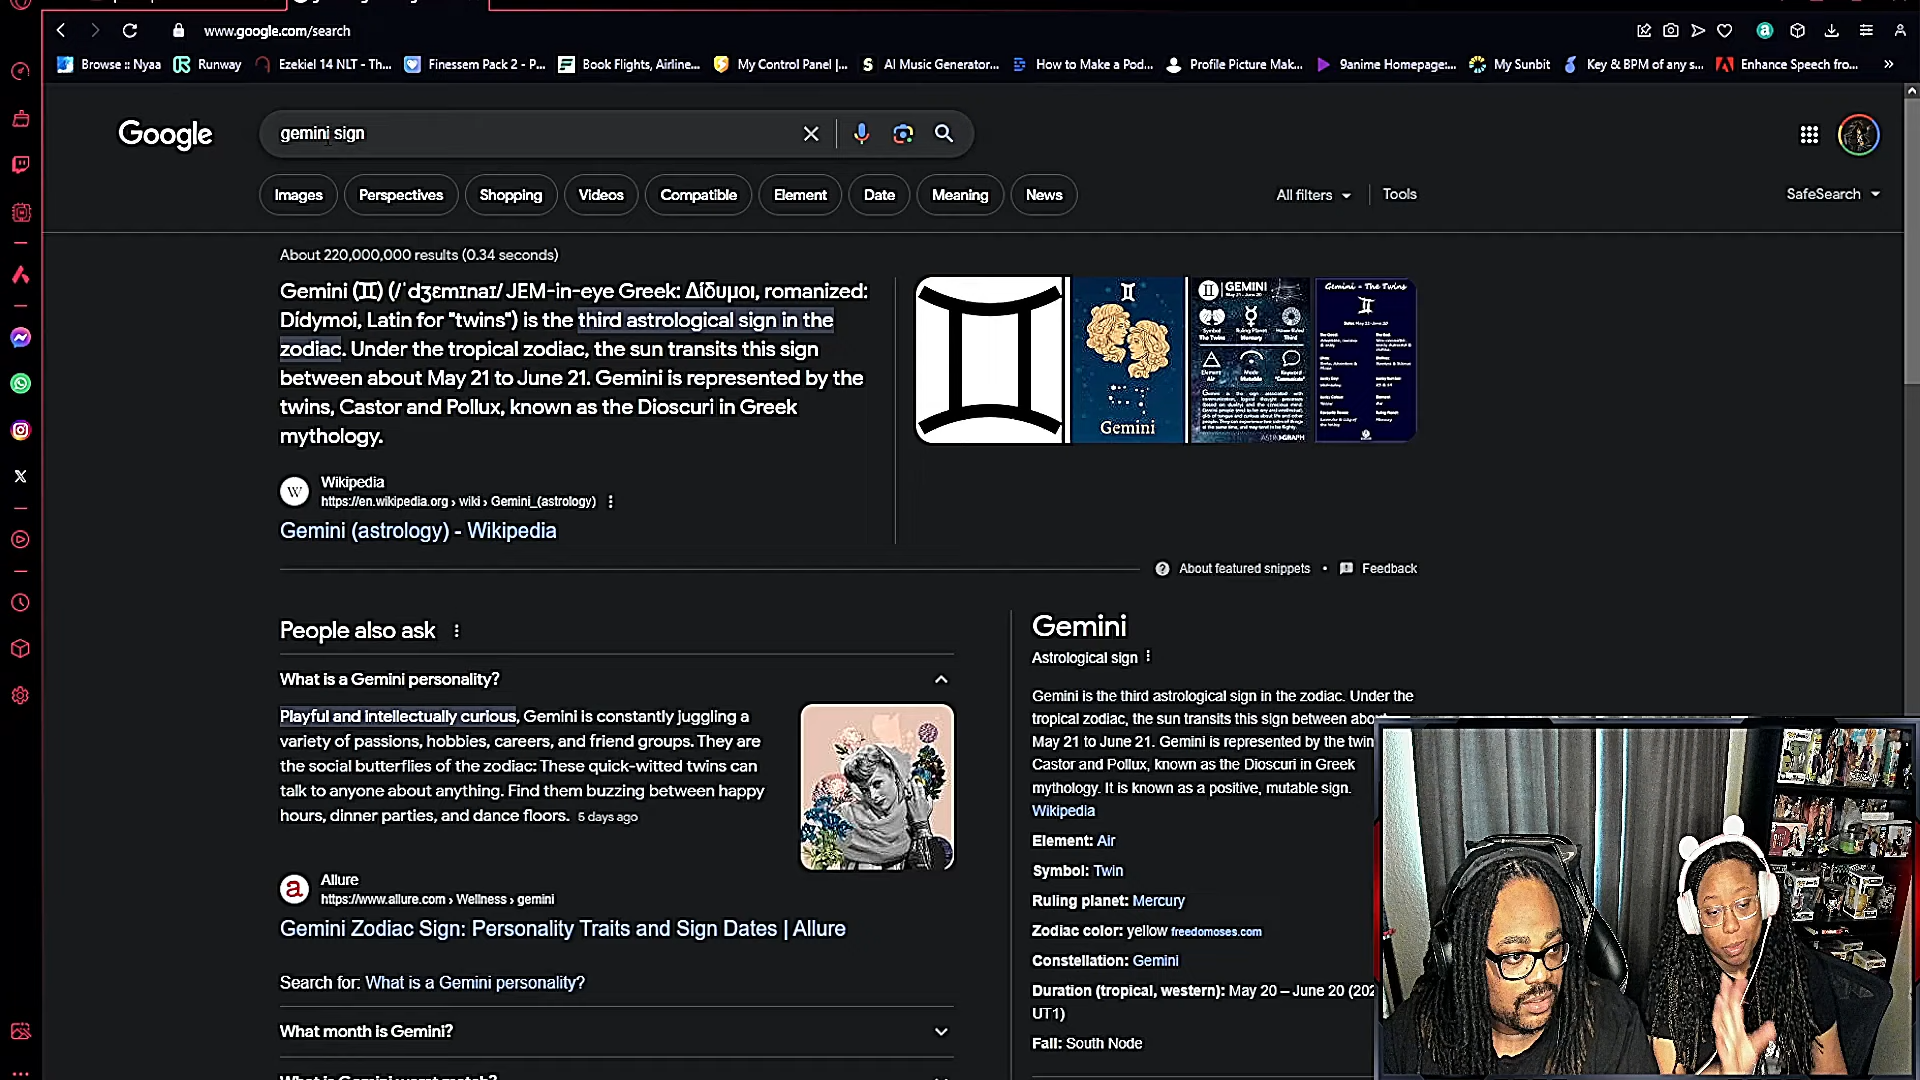 www.google.com/search
Browse :: Nyaa
Runway
Ezekiel 14 NLT - Th...
Finessem Pack 2 - P...
Book Flights, Airline...
My Control Panel |...
AI Music Generator...
How to Make a Pod...
Profile Picture Mak...
9anime Homepage:...
My Sunbit
Key & BPM of any s...
Enhance Speech fro...
»
Google
gemini sign
Images
Perspectives
Shopping
Videos
Compatible
Element
Date
Meaning
News
All filters
Tools
SafeSearch
About 220,000,000 results (0.34 seconds)
Gemini (♊) (/ˈdʒɛmɪnaɪ/ JEM-in-eye Greek: Δίδυμοι, romanized:
Dídymoi, Latin for "twins") is the third astrological sign in the
zodiac. Under the tropical zodiac, the sun transits this sign
between about May 21 to June 21. Gemini is represented by the
twins, Castor and Pollux, known as the Dioscuri in Greek
mythology.
Gemini
GEMINI
Gemini - The Twins
W
Wikipedia
https://en.wikipedia.org › wiki › Gemini_(astrology)
Gemini (astrology) - Wikipedia
About featured snippets • Feedback
People also ask
What is a Gemini personality?
Playful and intellectually curious, Gemini is constantly juggling a
variety of passions, hobbies, careers, and friend groups. They are
the social butterflies of the zodiac: These quick-witted twins can
talk to anyone about anything. Find them buzzing between happy
hours, dinner parties, and dance floors. 5 days ago
a
Allure
https://www.allure.com › Wellness › gemini
Gemini Zodiac Sign: Personality Traits and Sign Dates | Allure
Search for: What is a Gemini personality?
What month is Gemini?
Gemini
Astrological sign
Gemini is the third astrological sign in the zodiac. Under the
tropical zodiac, the sun transits this sign between about
May 21 to June 21. Gemini is represented by the twin
Castor and Pollux, known as the Dioscuri in Greek
mythology. It is known as a positive, mutable sign.
Wikipedia
Element: Air
Symbol: Twin
Ruling planet: Mercury
Zodiac color: yellow freedomoses.com
Constellation: Gemini
Duration (tropical, western): May 20 – June 20 (202
UT1)
Fall: South Node